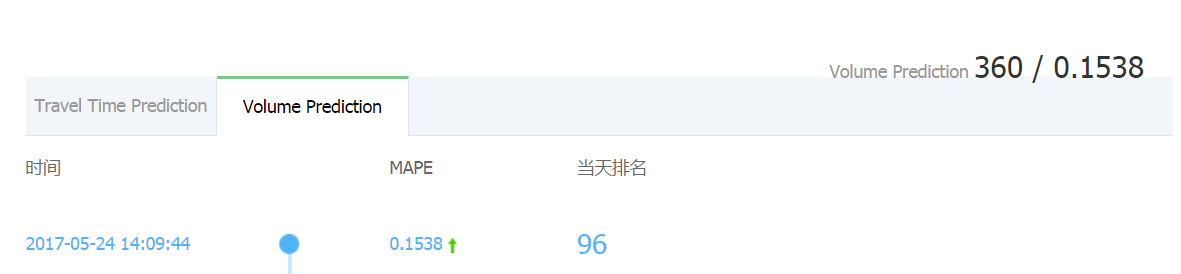 Volume Prediction 360 / 0.1538
Travel Time Prediction Volume Prediction
时间 MAPE 当天排名
2017-05-24 14:09:44 0.1538 96